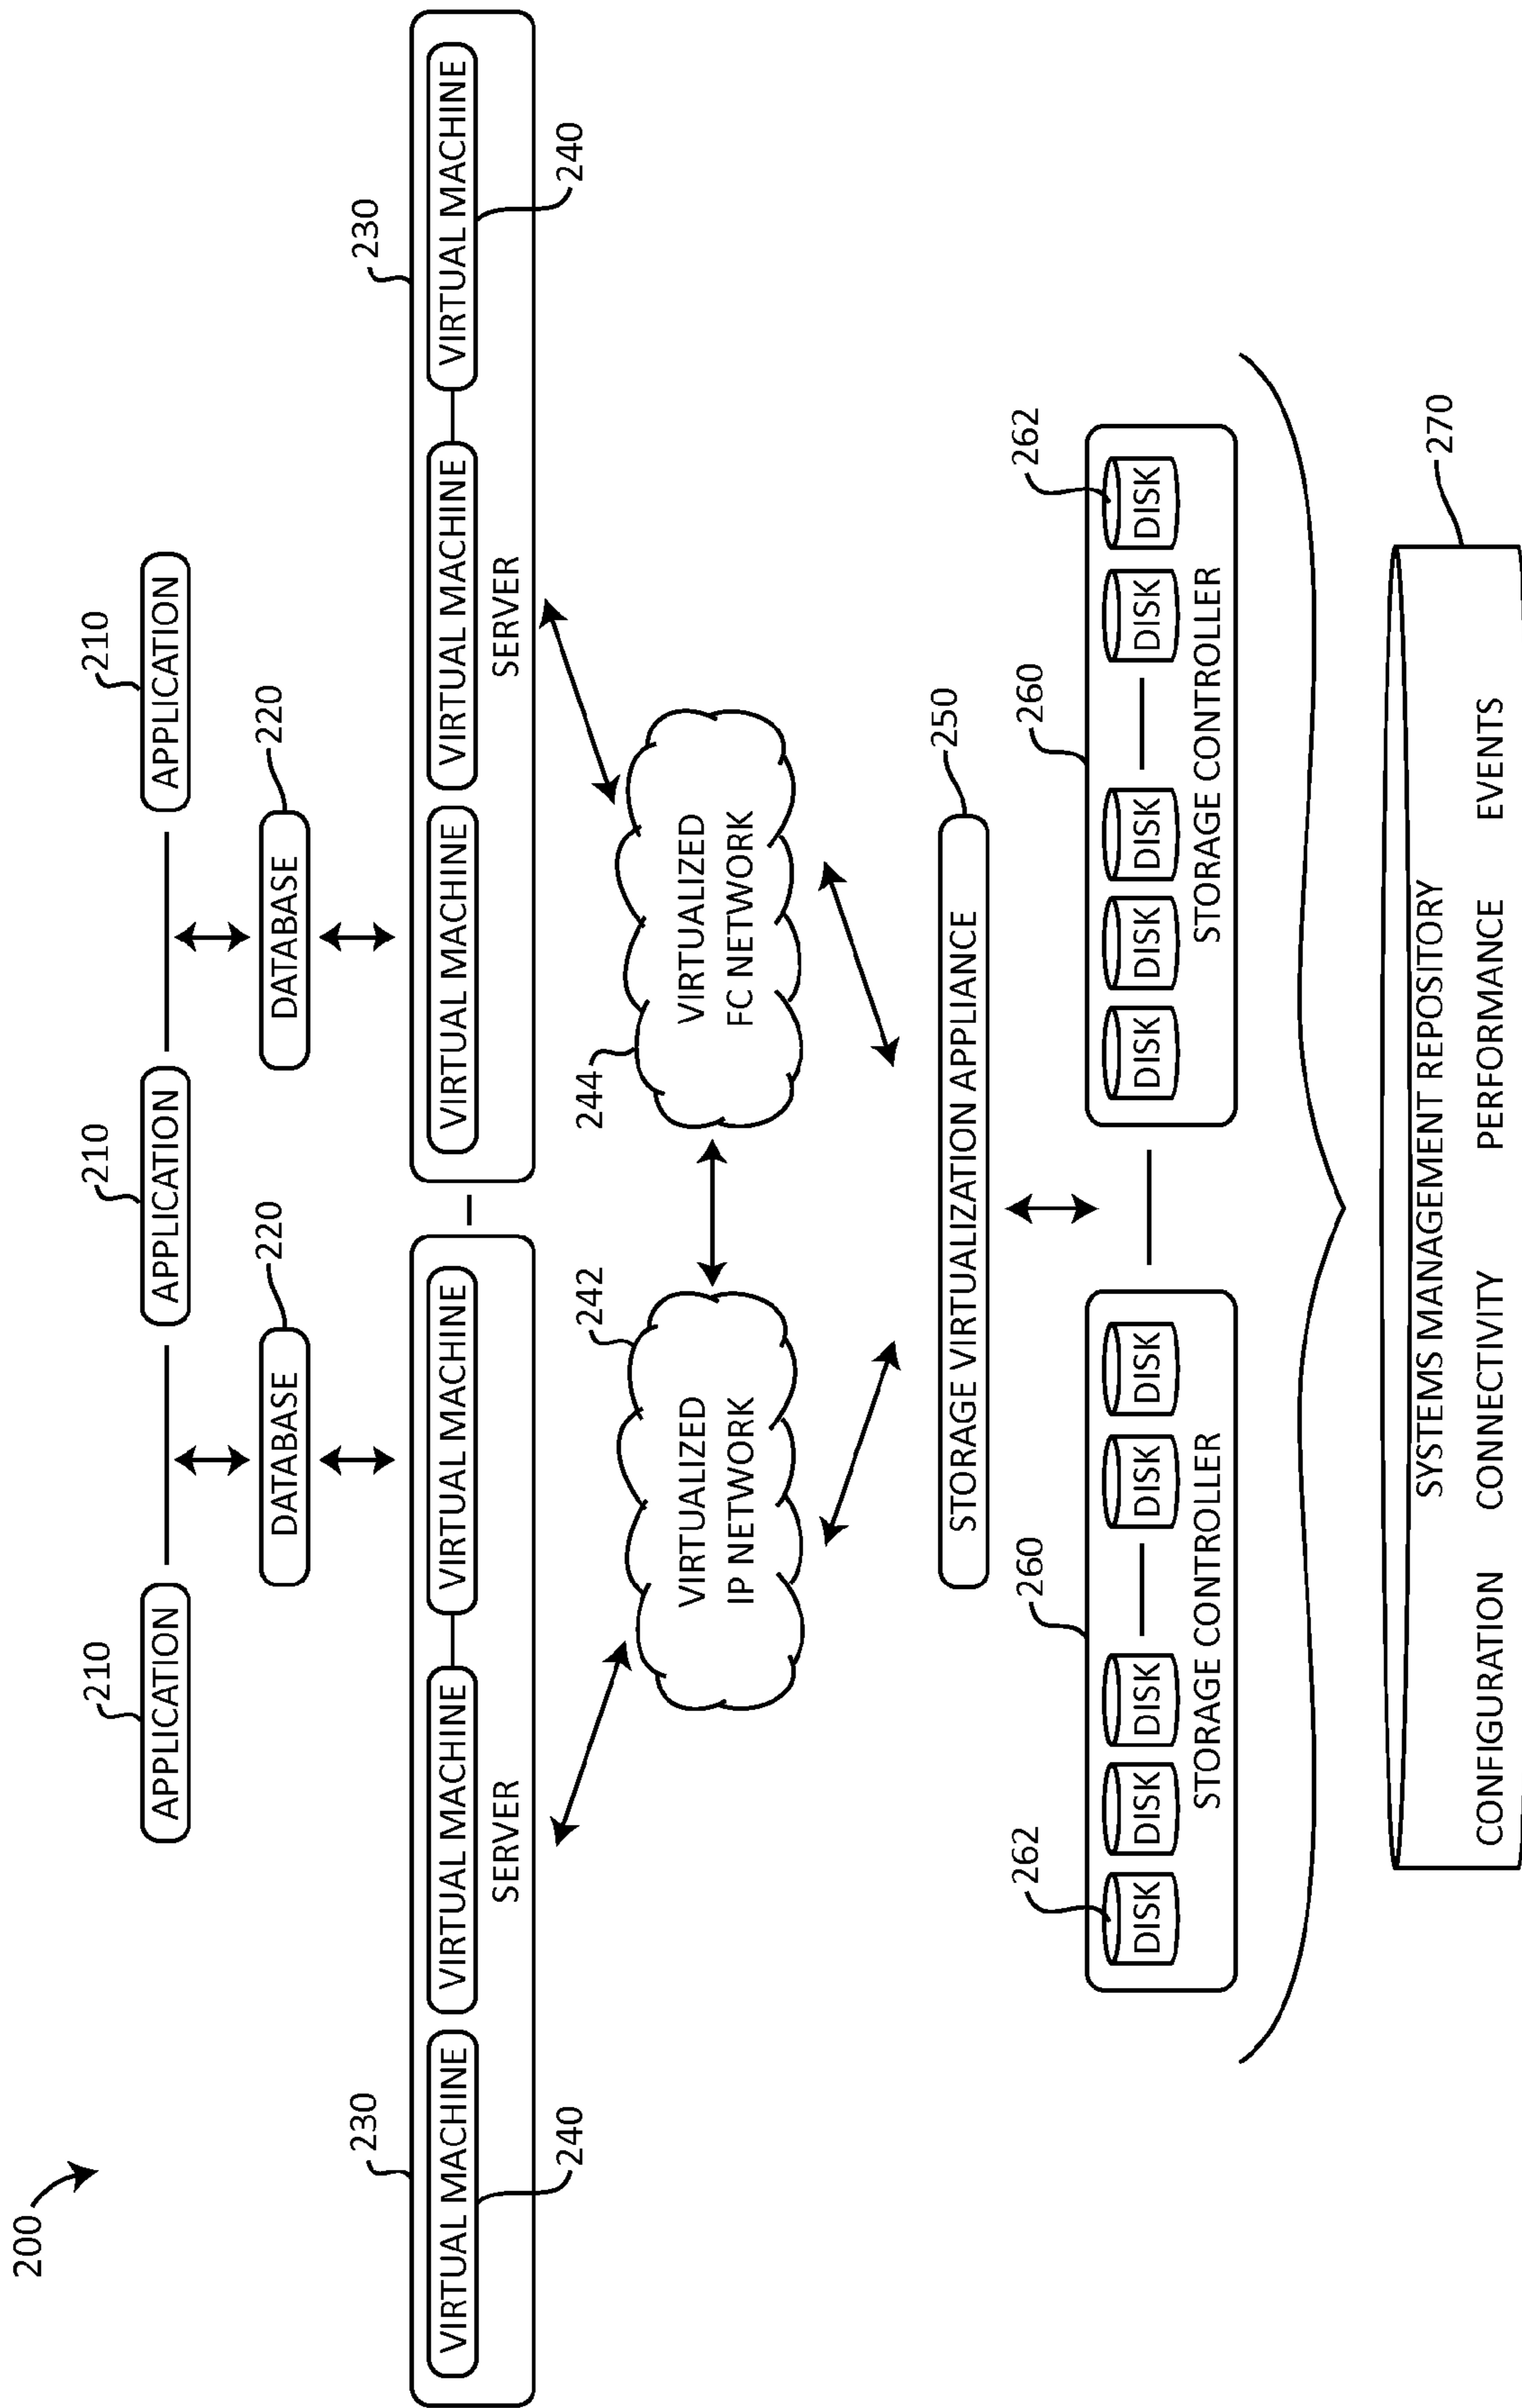 200
210
210
210
APPLICATION
APPLICATION
APPLICATION
220
220
DATABASE
DATABASE
230
230
VIRTUAL MACHINE
VIRTUAL MACHINE
VIRTUAL MACHINE
VIRTUAL MACHINE
VIRTUAL MACHINE
VIRTUAL MACHINE
SERVER
SERVER
240
240
242
244
VIRTUALIZED
IP NETWORK
VIRTUALIZED
FC NETWORK
250
STORAGE VIRTUALIZATION APPLIANCE
262
260
260
262
DISK
DISK
DISK
DISK
DISK
DISK
DISK
DISK
DISK
DISK
STORAGE CONTROLLER
STORAGE CONTROLLER
270
SYSTEMS MANAGEMENT REPOSITORY
CONFIGURATION CONNECTIVITY PERFORMANCE EVENTS